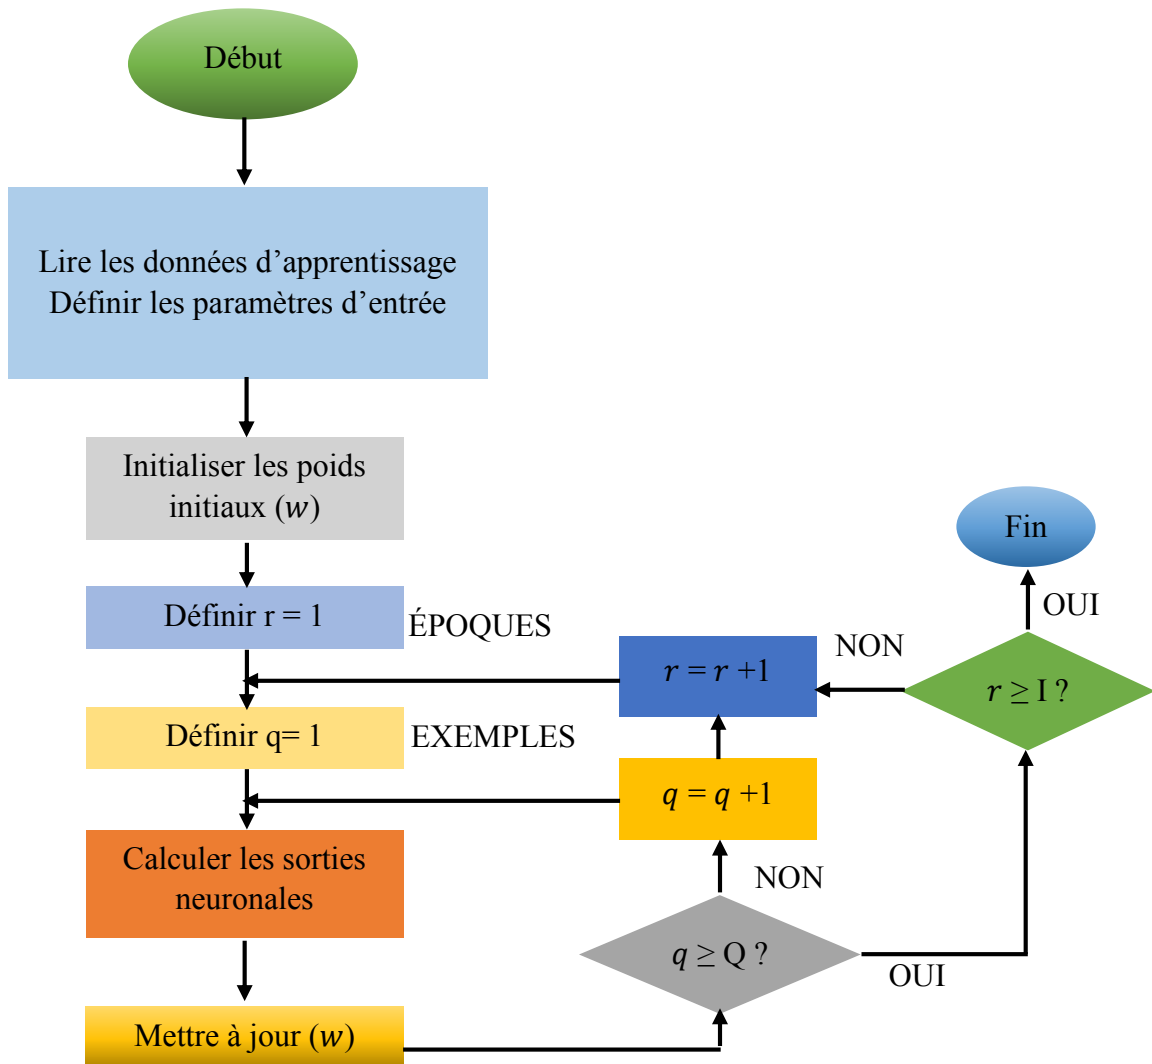 Début
Lire les données d’apprentissage
Définir les paramètres d’entrée
Initialiser les poids
initiaux (w)
Définir r = 1
ÉPOQUES
Définir q= 1
EXEMPLES
Calculer les sorties
neuronales
Mettre à jour (w)
q ≥ Q ?
NON
OUI
q = q +1
r = r +1
r ≥ I ?
NON
OUI
Fin